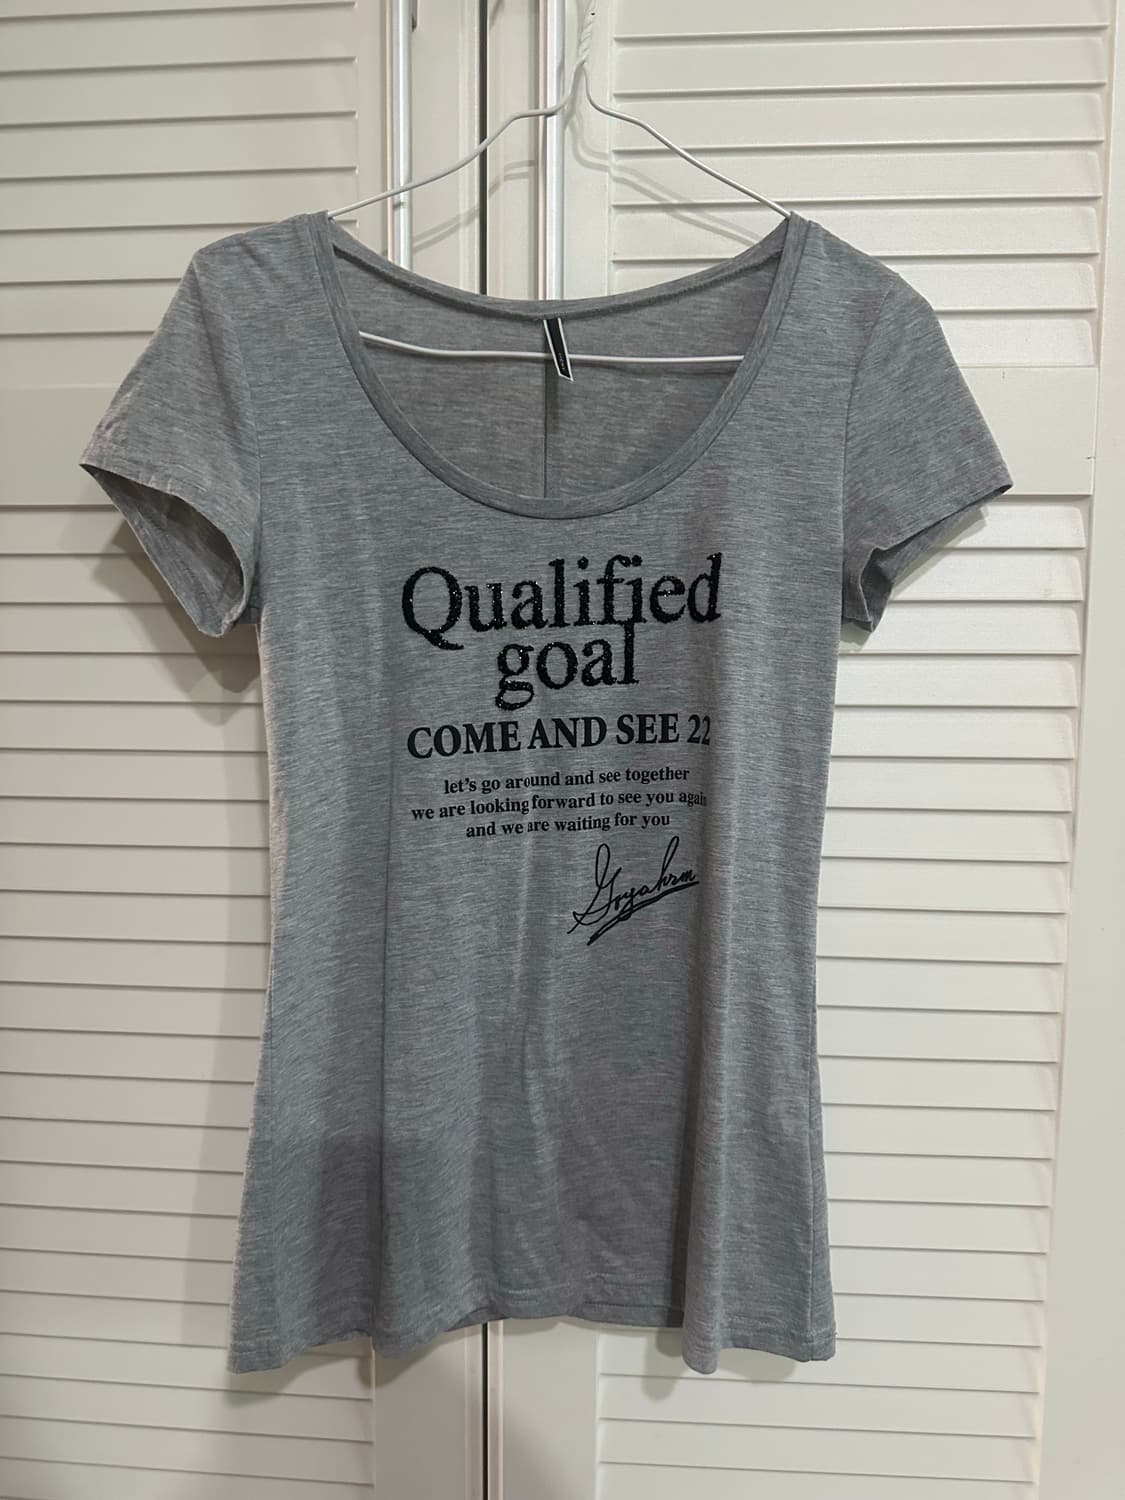 Qualified
goal
COME AND SEE 22
let's go around and see together
we are looking forward to see you again
and we are waiting for you